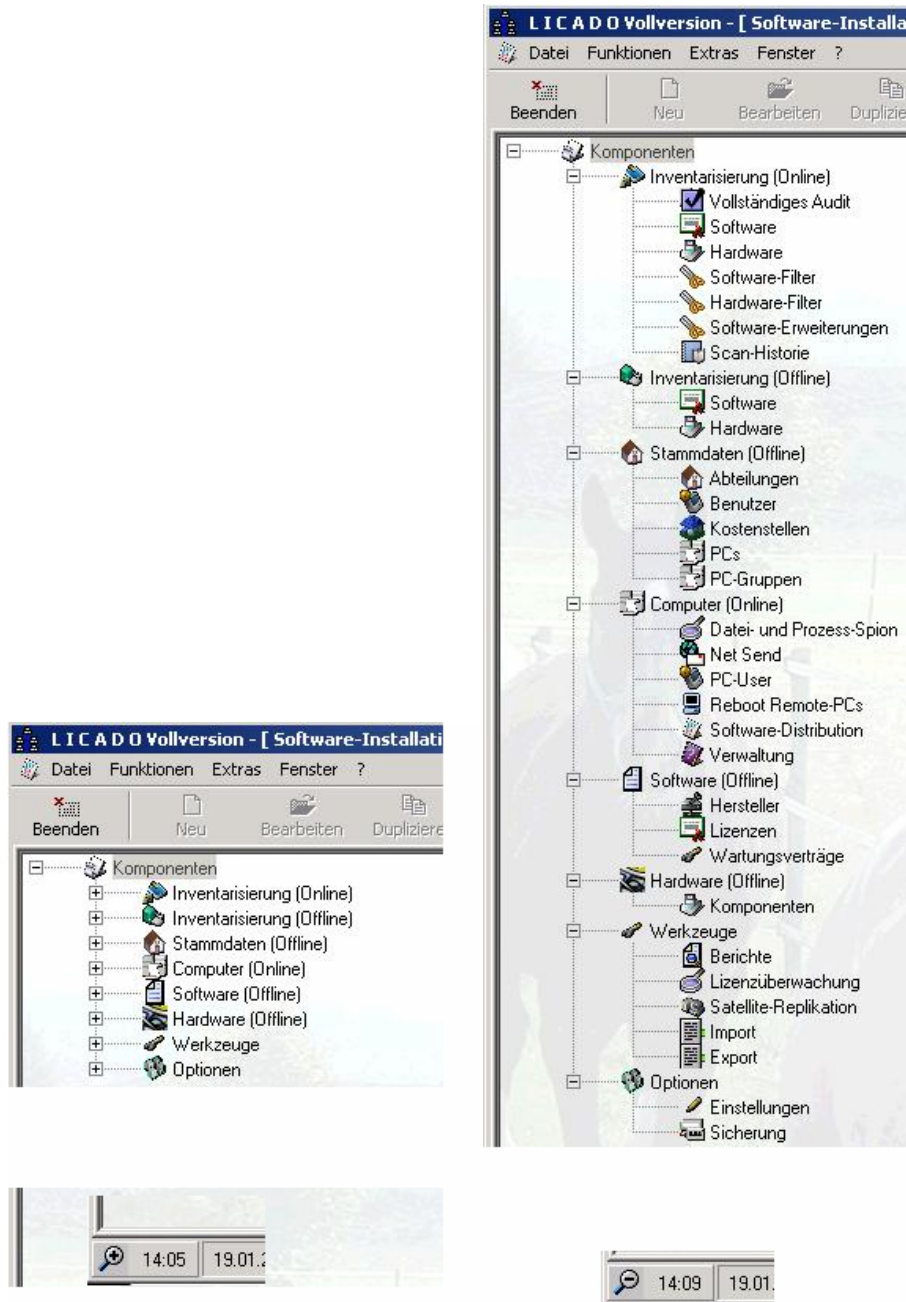 L I C A D O Vollversion - [ Software-Installati
Datei Funktionen Extras Fenster ?
Beenden Neu Bearbeiten Dupliziere
Komponenten
Inventarisierung (Online)
Inventarisierung (Offline)
Stammdaten (Offline)
Computer (Online)
Software (Offline)
Hardware (Offline)
Werkzeuge
Optionen
14:05 19.01.2
L I C A D O Vollversion - [ Software-Installa
Datei Funktionen Extras Fenster ?
Beenden Neu Bearbeiten Duplizie
Komponenten
Inventarisierung (Online)
Vollständiges Audit
Software
Hardware
Software-Filter
Hardware-Filter
Software-Erweiterungen
Scan-Historie
Inventarisierung (Offline)
Software
Hardware
Stammdaten (Offline)
Abteilungen
Benutzer
Kostenstellen
PCs
PC-Gruppen
Computer (Online)
Datei- und Prozess-Spion
Net Send
PC-User
Reboot Remote-PCs
Software-Distribution
Verwaltung
Software (Offline)
Hersteller
Lizenzen
Wartungsverträge
Hardware (Offline)
Komponenten
Werkzeuge
Berichte
Lizenzüberwachung
Satellite-Replikation
Import
Export
Optionen
Einstellungen
Sicherung
14:09 19.01.